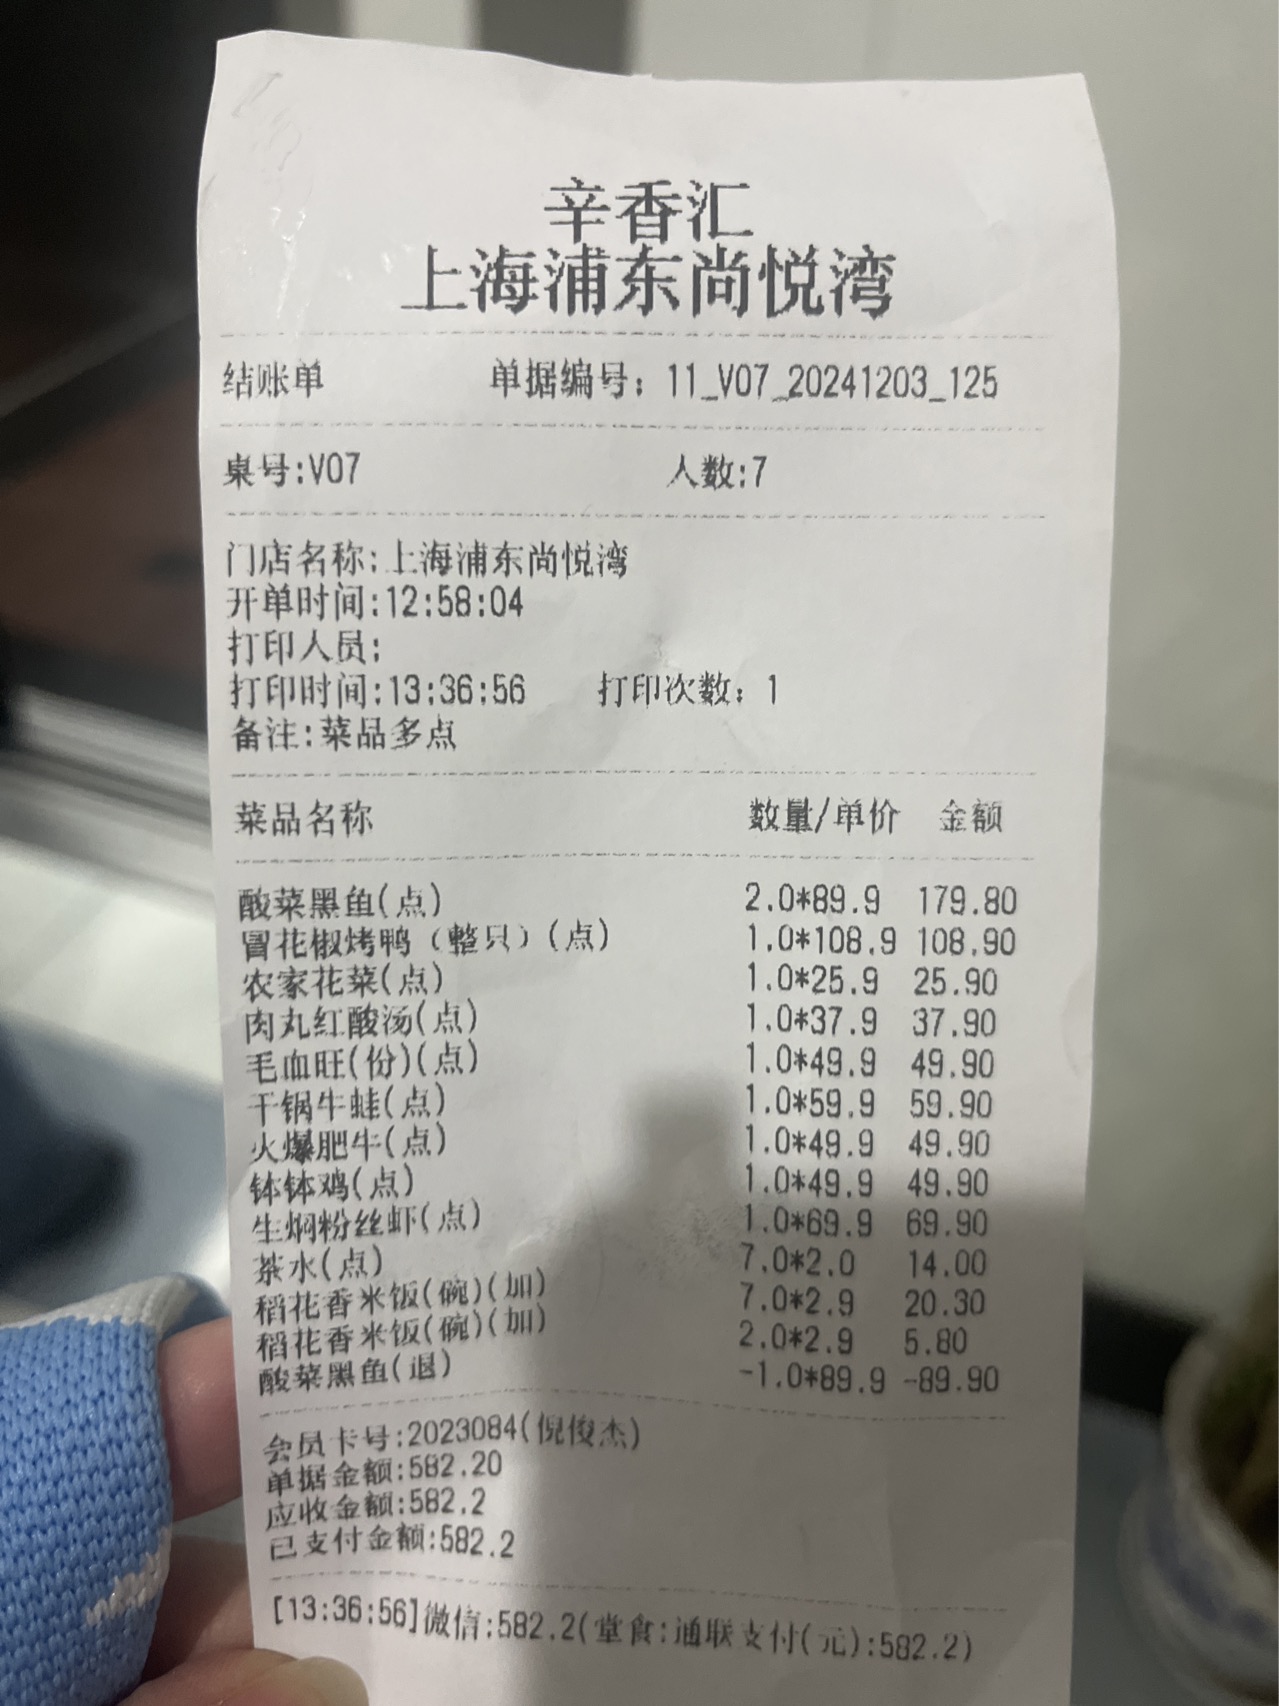 辛香汇
上海浦东尚悦湾
结账单 单据编号：11_V07_20241203_125
桌号:V07 人数:7
门店名称:上海浦东尚悦湾
开单时间:12:58:04
打印人员:
打印时间:13:36:56 打印次数：1
备注:菜品多点
菜品名称 数量/单价 金额
酸菜黑鱼(点) 2.0*89.9 179.80
冒花椒烤鸭（整只）(点) 1.0*108.9 108.90
农家花菜(点) 1.0*25.9 25.90
肉丸红酸汤(点) 1.0*37.9 37.90
毛血旺(份)(点) 1.0*49.9 49.90
干锅牛蛙(点) 1.0*59.9 59.90
火爆肥牛(点) 1.0*49.9 49.90
钵钵鸡(点) 1.0*49.9 49.90
生焖粉丝虾(点) 1.0*69.9 69.90
茶水(点) 7.0*2.0 14.00
稻花香米饭(碗)(加) 7.0*2.9 20.30
稻花香米饭(碗)(加) 2.0*2.9 5.80
酸菜黑鱼(退) -1.0*89.9 -89.90
会员卡号:2023084(倪俊杰)
单据金额:582.20
应收金额:582.2
已支付金额:582.2
[13:36:56]微信:582.2(堂食:通联支付(元):582.2)